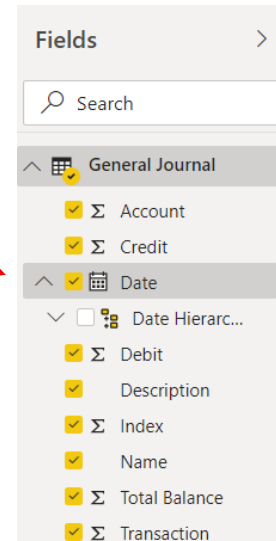 Fields
Search
General Journal
Σ Account
Σ Credit
Date
Date Hierarc...
Σ Debit
Description
Σ Index
Name
Σ Total Balance
Σ Transaction